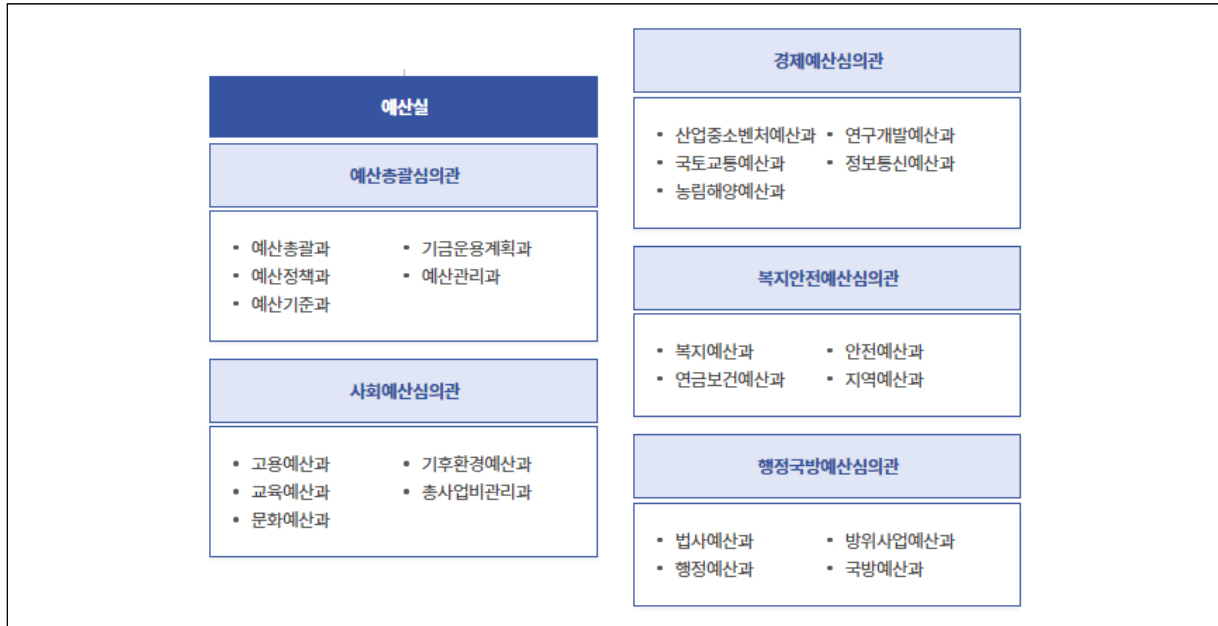 예산실
예산총괄심의관
• 예산총괄과 • 기금운용계획과
• 예산정책과 • 예산관리과
• 예산기준과
사회예산심의관
• 고용예산과 • 기후환경예산과
• 교육예산과 • 총사업비관리과
• 문화예산과
경제예산심의관
• 산업중소벤처예산과 • 연구개발예산과
• 국토교통예산과 • 정보통신예산과
• 농림해양예산과
복지안전예산심의관
• 복지예산과 • 안전예산과
• 연금보건예산과 • 지역예산과
행정국방예산심의관
• 법사예산과 • 방위사업예산과
• 행정예산과 • 국방예산과